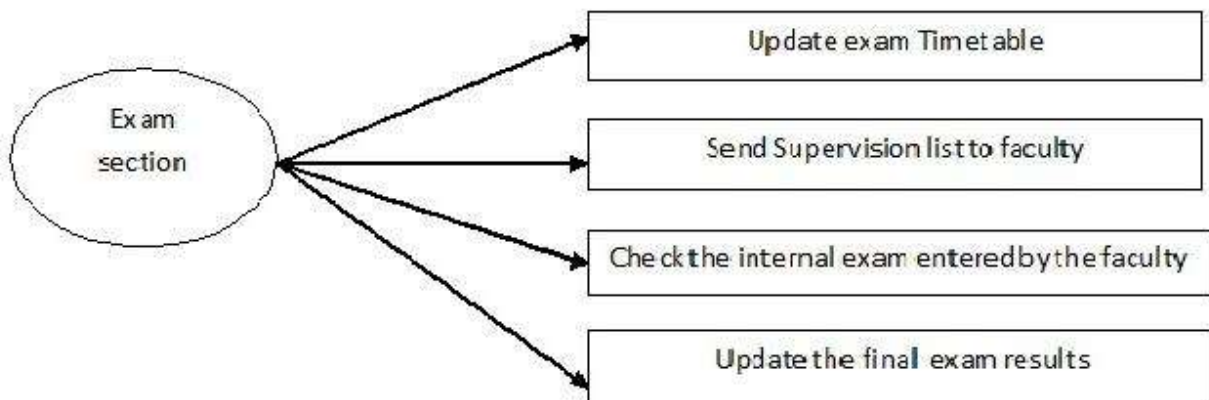 Exam
section
Update exam Timetable
Send Supervision list to faculty
Check the internal exam entered by the faculty
Update the final exam results